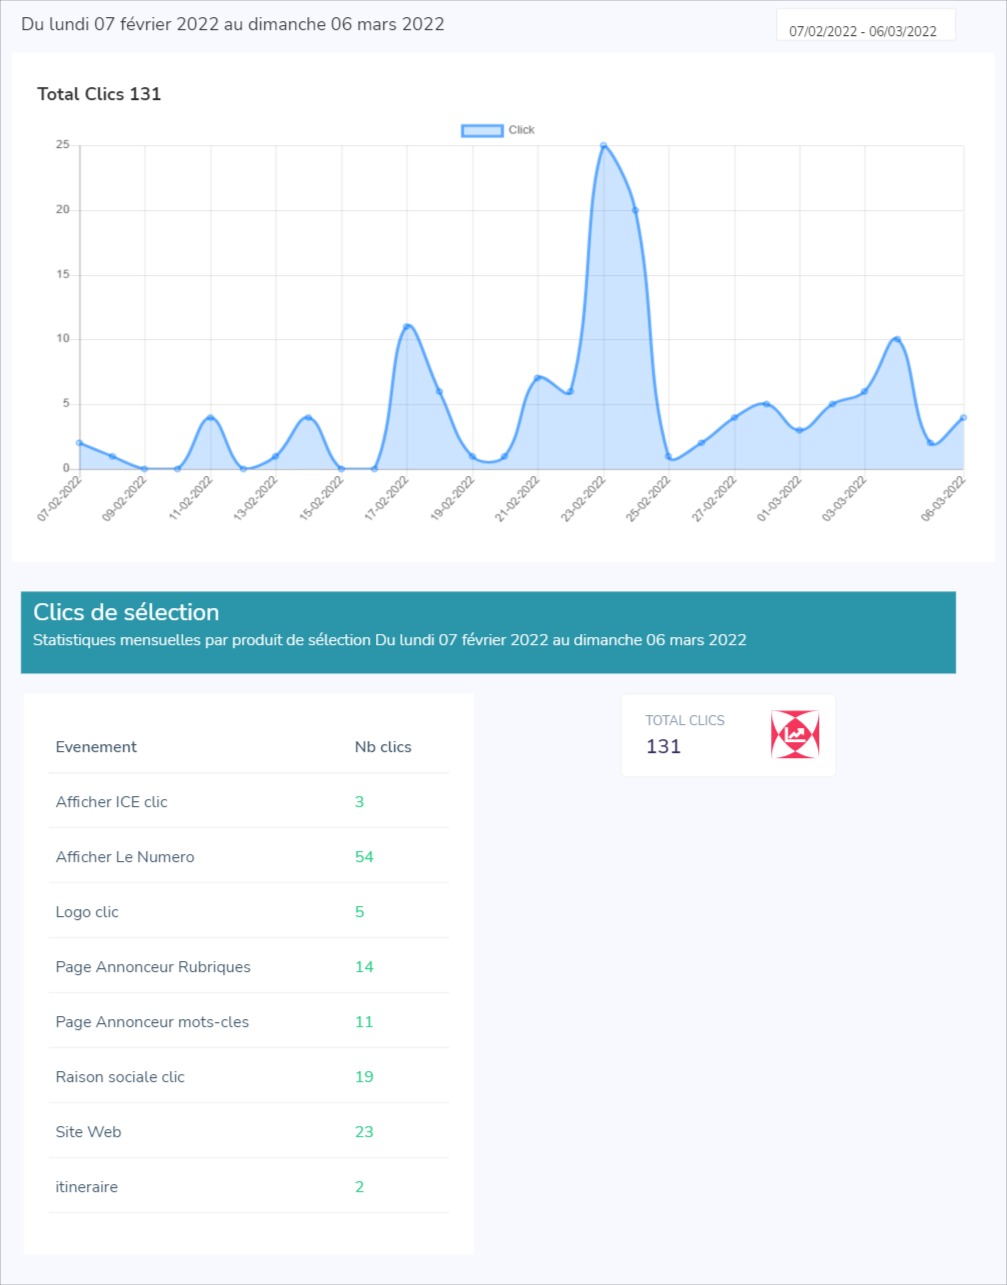 Du lundi 07 février 2022 au dimanche 06 mars 2022
07/02/2022 - 06/03/2022
Total Clics 131
Click
25
20
15
10
5
0
07-02-2022
09-02-2022
11-02-2022
13-02-2022
15-02-2022
17-02-2022
19-02-2022
21-02-2022
23-02-2022
25-02-2022
27-02-2022
01-03-2022
03-03-2022
06-03-2022
Clics de sélection
Statistiques mensuelles par produit de sélection Du lundi 07 février 2022 au dimanche 06 mars 2022
TOTAL CLICS
131
Evenement Nb clics
Afficher ICE clic 3
Afficher Le Numero 54
Logo clic 5
Page Annonceur Rubriques 14
Page Annonceur mots-cles 11
Raison sociale clic 19
Site Web 23
itineraire 2